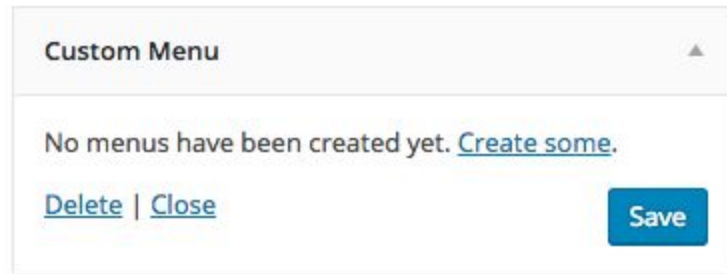 Custom Menu
No menus have been created yet. Create some.
Delete | Close
Save